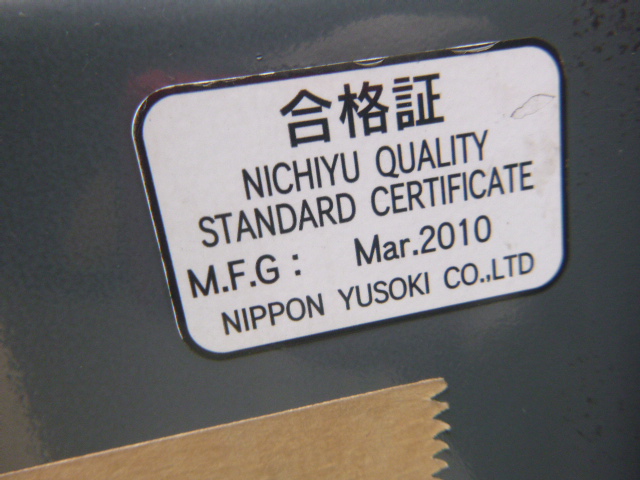 合格証
NICHIYU QUALITY
STANDARD CERTIFICATE
M.F.G : Mar.2010
NIPPON YUSOKI CO.,LTD